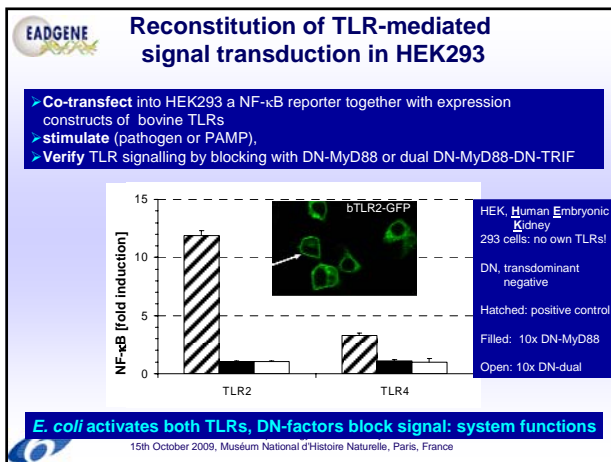 EADGENE
Reconstitution of TLR-mediated
signal transduction in HEK293
➢Co-transfect into HEK293 a NF-κB reporter together with expression
constructs of bovine TLRs
➢stimulate (pathogen or PAMP),
➢Verify TLR signalling by blocking with DN-MyD88 or dual DN-MyD88-DN-TRIF
NF-κB [fold induction]
15
10
5
0
bTLR2-GFP
TLR2
TLR4
HEK, Human Embryonic
Kidney
293 cells: no own TLRs!
DN, transdominant
negative
Hatched: positive control
Filled: 10x DN-MyD88
Open: 10x DN-dual
E. coli activates both TLRs, DN-factors block signal: system functions
15th October 2009, Muséum National d'Histoire Naturelle, Paris, France